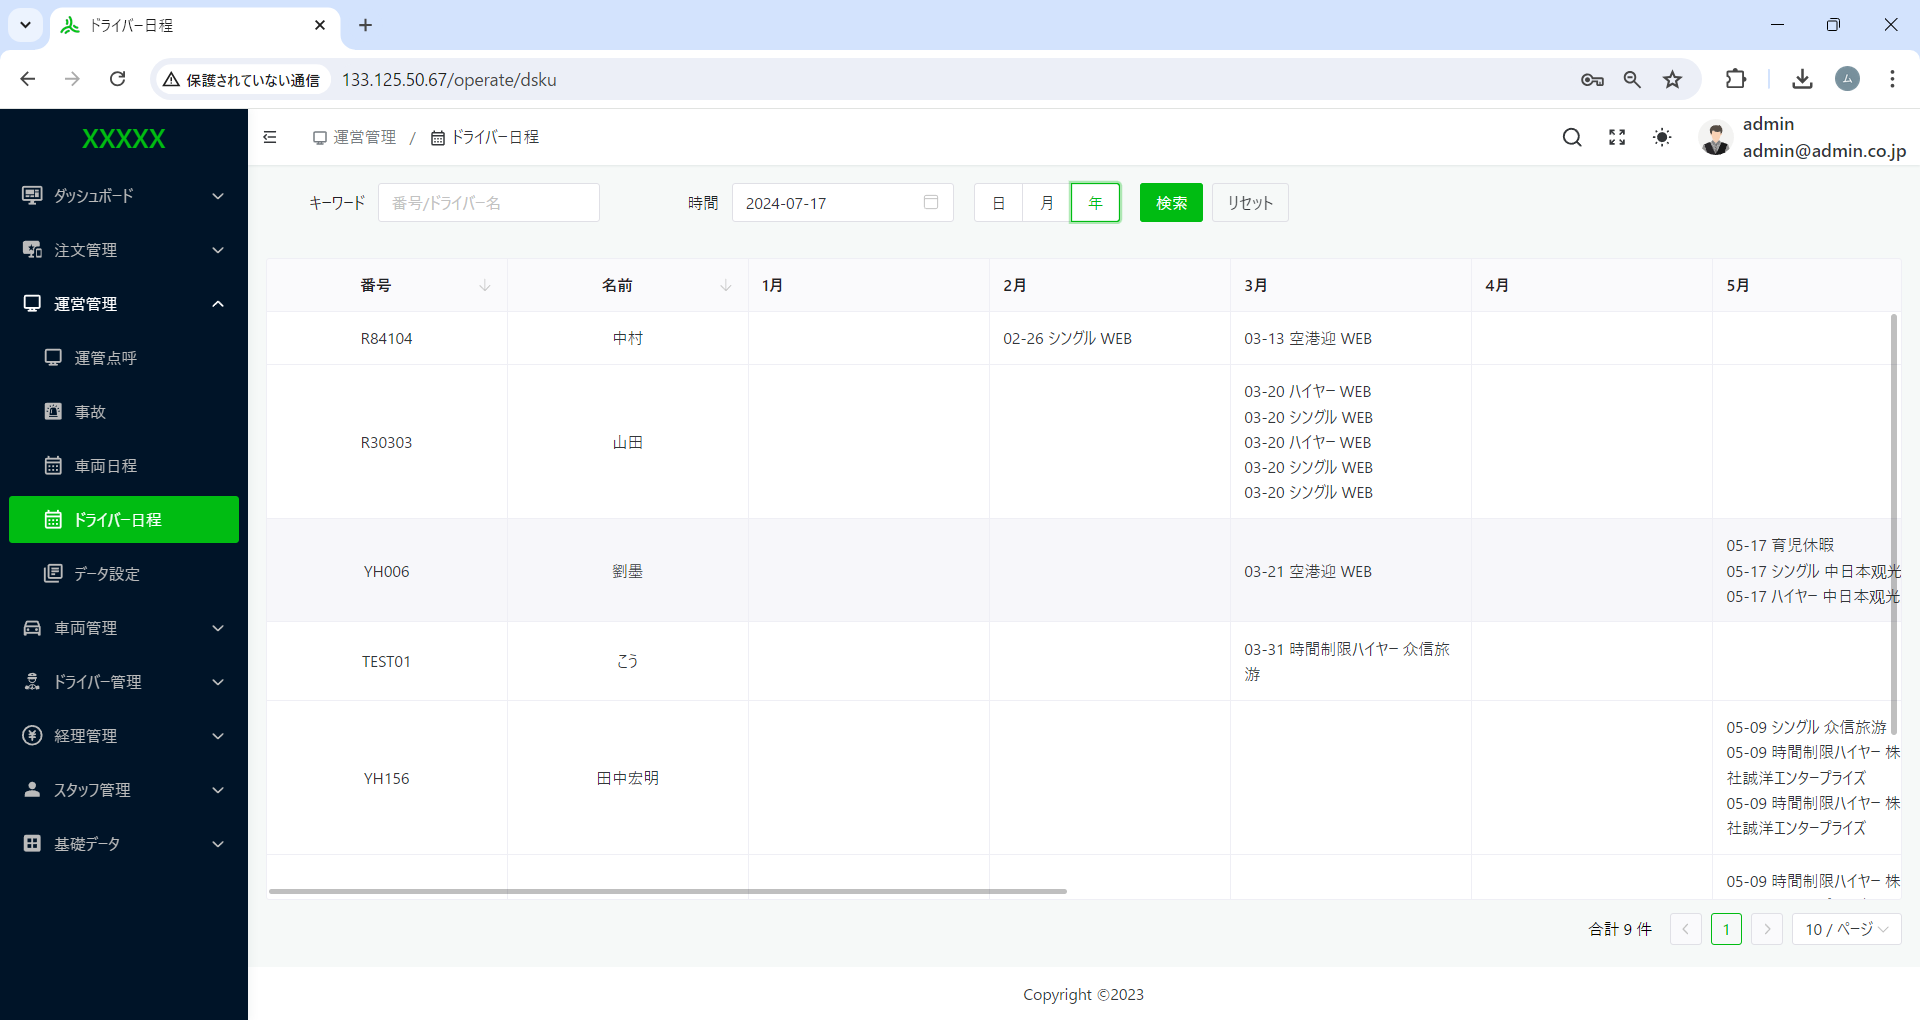 ドライバー日程
保護されていない通信 133.125.50.67/operate/dsku
ム
XXXXX
ダッシュボード
注文管理
運営管理
運管点呼
事故
車両日程
ドライバー日程
データ設定
車両管理
ドライバー管理
経理管理
スタッフ管理
基礎データ
運営管理 / ドライバー日程
admin
admin@admin.co.jp
キーワード 番号/ドライバー名 時間 2024-07-17 日 月 年 検索 リセット
番号 名前 1月 2月 3月 4月 5月
R84104 中村 02-26 シングル WEB 03-13 空港迎 WEB
R30303 山田
03-20 ハイヤー WEB
03-20 シングル WEB
03-20 ハイヤー WEB
03-20 シングル WEB
03-20 シングル WEB
YH006 劉墨 03-21 空港迎 WEB
05-17 育児休暇
05-17 シングル 中日本观光
05-17 ハイヤー 中日本观光
TEST01 こう
03-31 時間制限ハイヤー 众信旅
游
YH156 田中宏明
05-09 シングル 众信旅游
05-09 時間制限ハイヤー 株
社誠洋エンタープライズ
05-09 時間制限ハイヤー 株
社誠洋エンタープライズ
05-09 時間制限ハイヤー 株
合計 9 件 1 10 / ページ
Copyright ©2023